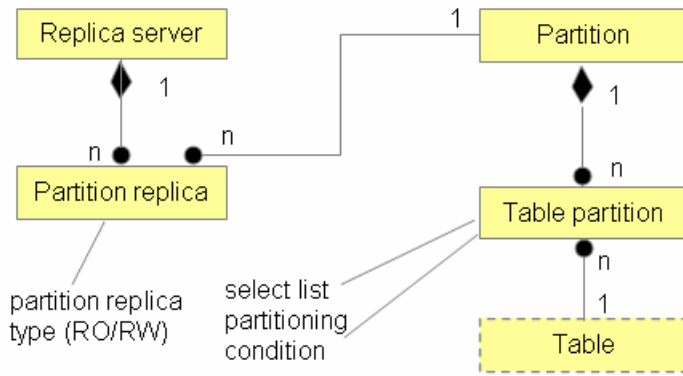 Replica server
1
Partition
1
1
n
n
n
Partition replica
Table partition
n
partition replica
type (RO/RW)
select list
partitioning
condition
1
Table